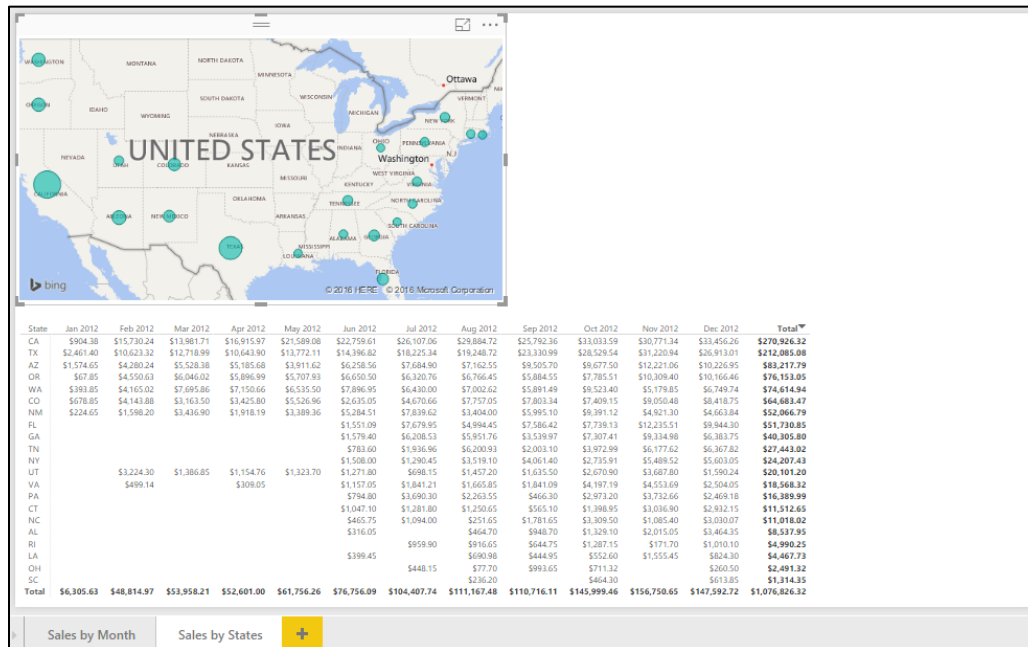 Ottawa
WASHINGTON
MONTANA
NORTH DAKOTA
MINNESOTA
SOUTH DAKOTA
WISCONSIN
VERMONT
OREGON
IDAHO
WYOMING
MICHIGAN
NEW YORK
IOWA
NEBRASKA
UNITED STATES
INDIANA
OHIO
PENNSYLVANIA
N.J.
NEVADA
UTAH
COLORADO
KANSAS
Washington
MISSOURI
WEST VIRGINIA
KENTUCKY
VIRGINIA
CALIFORNIA
OKLAHOMA
TENNESSEE
NORTH CAROLINA
ARIZONA
NEW MEXICO
ARKANSAS
SOUTH CAROLINA
ALABAMA
GEORGIA
TEXAS
MISSISSIPPI
LOUISIANA
FLORIDA
bing
© 2016 HERE © 2016 Microsoft Corporation
State Jan 2012 Feb 2012 Mar 2012 Apr 2012 May 2012 Jun 2012 Jul 2012 Aug 2012 Sep 2012 Oct 2012 Nov 2012 Dec 2012 Total
CA $904.38 $15,730.24 $13,981.71 $16,915.97 $21,589.08 $22,759.61 $26,107.06 $29,884.72 $25,792.36 $33,033.59 $30,771.34 $33,456.26 $270,926.32
TX $2,461.40 $10,623.32 $12,718.99 $10,643.90 $13,772.11 $14,396.82 $18,225.34 $19,248.72 $23,330.99 $28,529.54 $31,220.94 $26,913.01 $212,085.08
AZ $1,574.65 $4,280.24 $5,528.38 $5,185.68 $3,911.62 $6,258.56 $7,684.90 $7,162.55 $9,505.70 $9,677.50 $12,221.06 $10,226.95 $83,217.79
OR $67.85 $4,550.63 $6,046.02 $5,896.99 $5,707.93 $6,650.50 $6,320.76 $6,766.45 $5,884.55 $7,785.51 $10,309.40 $10,166.46 $76,153.05
WA $393.85 $4,165.02 $7,695.86 $7,150.66 $6,535.50 $7,896.95 $6,430.00 $7,002.62 $5,891.49 $9,523.40 $5,179.85 $6,749.74 $74,614.94
CO $678.85 $4,143.88 $3,163.50 $3,425.80 $5,526.96 $2,635.05 $4,670.66 $7,757.05 $7,803.34 $7,409.15 $9,050.48 $8,418.75 $64,683.47
NM $224.65 $1,598.20 $3,436.90 $1,918.19 $3,389.36 $5,284.51 $7,839.62 $3,404.00 $5,995.10 $9,391.12 $4,921.30 $4,663.84 $52,066.79
FL $1,551.09 $7,679.95 $4,994.45 $7,586.42 $7,739.13 $12,235.51 $9,944.30 $51,730.85
GA $1,579.40 $6,208.53 $5,951.76 $3,539.97 $7,307.41 $9,334.98 $6,383.75 $40,305.80
TN $783.60 $1,936.96 $6,200.93 $2,003.10 $3,972.99 $6,177.62 $6,367.82 $27,443.02
NY $1,508.00 $1,290.45 $3,519.10 $4,061.40 $2,735.91 $5,489.52 $5,603.05 $24,207.43
UT $3,224.30 $1,386.85 $1,154.76 $1,323.70 $1,271.80 $698.15 $1,457.20 $1,635.50 $2,670.90 $3,687.80 $1,590.24 $20,101.20
VA $499.14 $309.05 $1,157.05 $1,841.21 $1,665.85 $1,841.09 $4,197.19 $4,553.69 $2,504.05 $18,568.32
PA $794.80 $3,690.30 $2,263.55 $466.30 $2,973.20 $3,732.66 $2,469.18 $16,389.99
CT $1,047.10 $1,281.80 $1,250.65 $565.10 $1,398.95 $3,036.90 $2,932.15 $11,512.65
NC $465.75 $1,094.00 $251.65 $1,781.65 $3,309.50 $1,085.40 $3,030.07 $11,018.02
AL $316.05 $464.70 $948.70 $1,329.10 $2,015.05 $3,464.35 $8,537.95
RI $959.90 $916.65 $644.75 $1,287.15 $171.70 $1,010.10 $4,990.25
LA $399.45 $690.98 $444.95 $552.60 $1,555.45 $824.30 $4,467.73
OH $448.15 $77.70 $993.65 $711.32 $260.50 $2,491.32
SC $236.20 $464.30 $613.85 $1,314.35
Total $6,305.63 $48,814.97 $53,958.21 $52,601.00 $61,756.26 $76,756.09 $104,407.74 $111,167.48 $110,716.11 $145,999.46 $156,750.65 $147,592.72 $1,076,826.32
Sales by Month
Sales by States
+